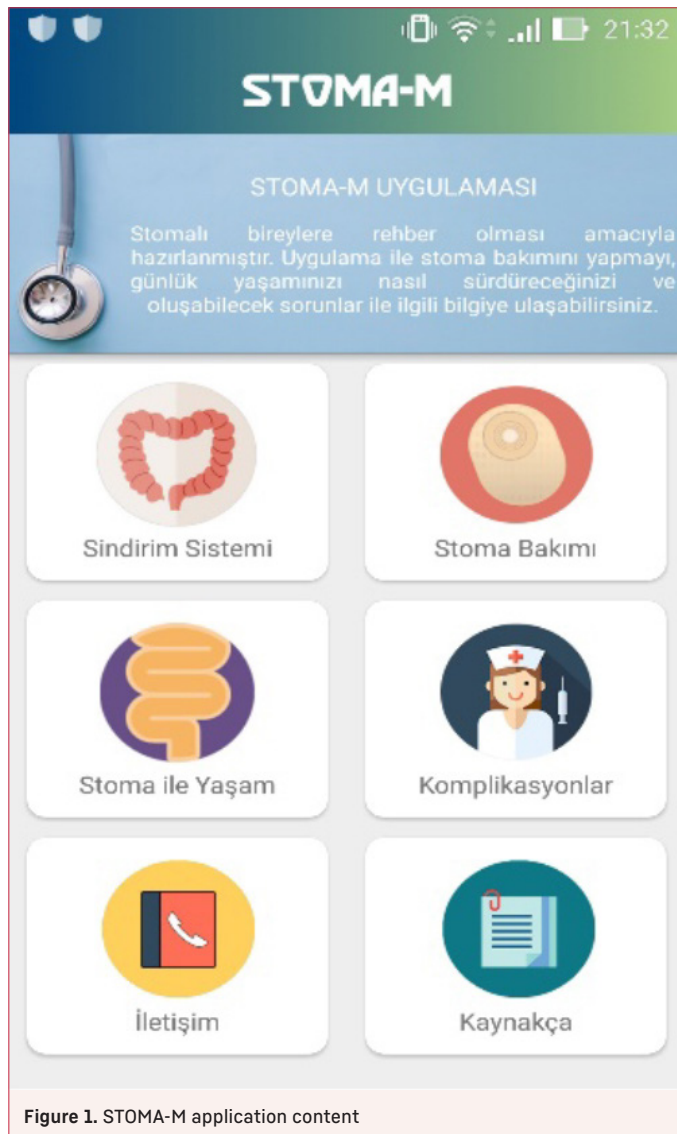 21:32
STOMA-M
STOMA-M UYGULAMASI
Stomalı bireylere rehber olması amacıyla
hazırlanmıştır. Uygulama ile stoma bakımını yapmayı,
günlük yaşamınızı nasıl sürdüreceğinizi ve
oluşabilecek sorunlar ile ilgili bilgiye ulaşabilirsiniz.
Sindirim Sistemi
Stoma Bakımı
Stoma ile Yaşam
Komplikasyonlar
İletişim
Kaynakça
Figure 1. STOMA-M application content